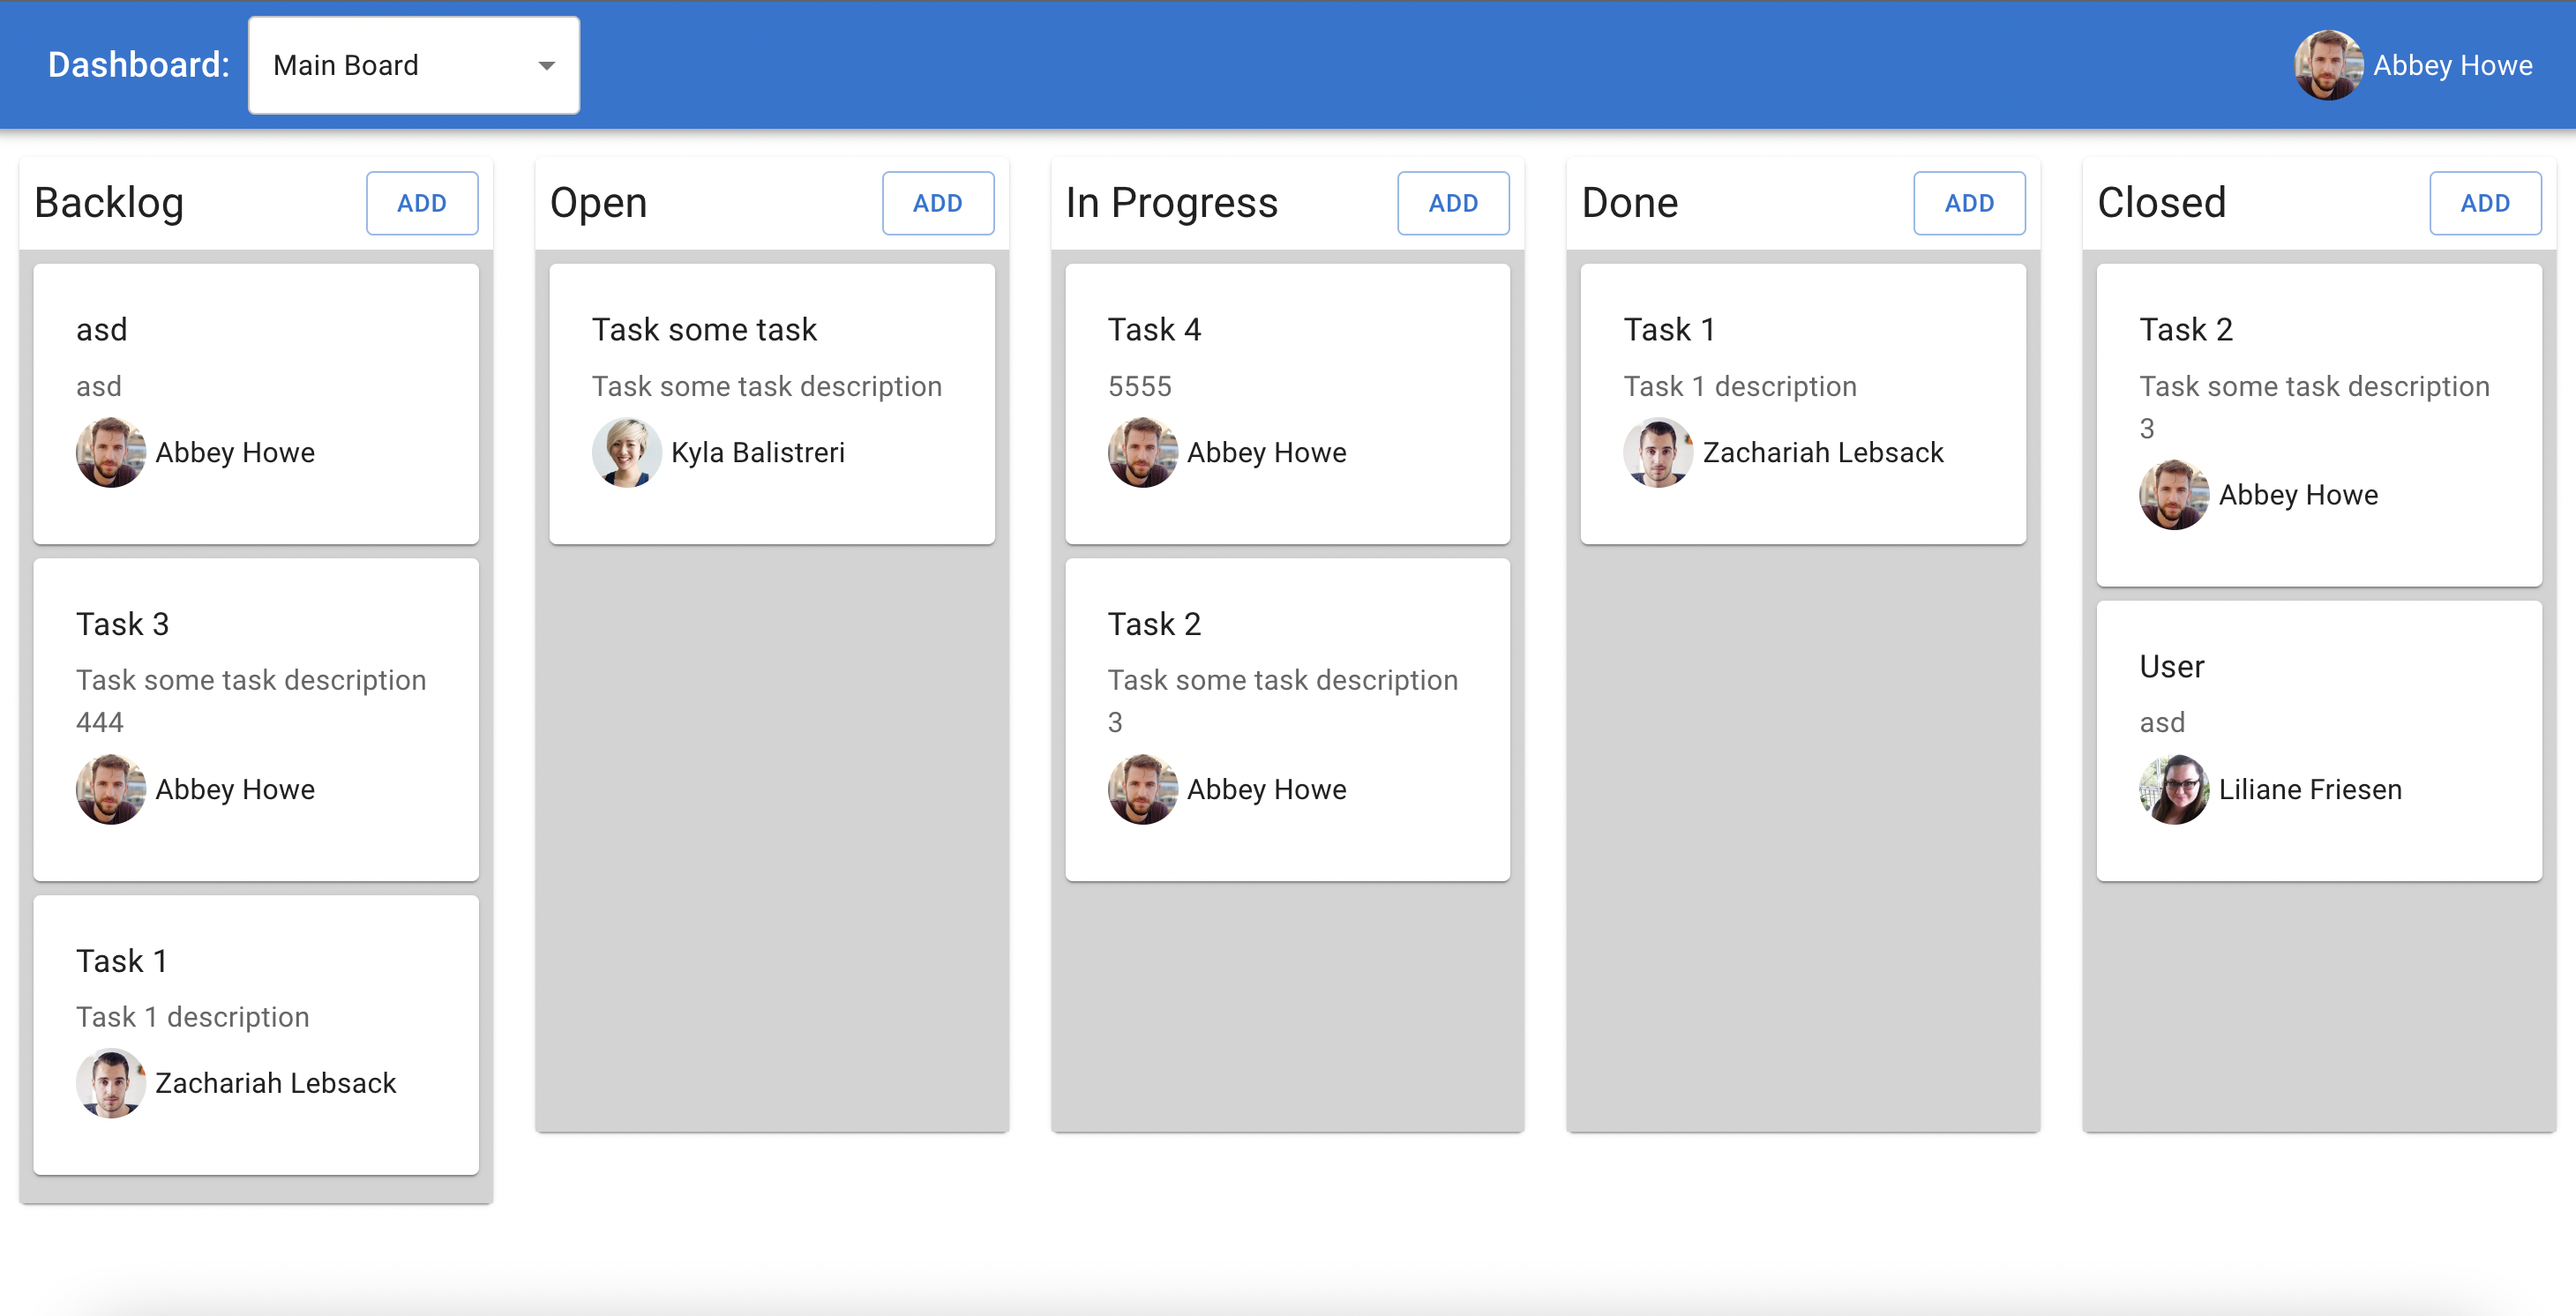 Dashboard:
Main Board
Abbey Howe
Backlog
ADD
asd
asd
Abbey Howe
Task 3
Task some task description
444
Abbey Howe
Task 1
Task 1 description
Zachariah Lebsack
Open
ADD
Task some task
Task some task description
Kyla Balistreri
In Progress
ADD
Task 4
5555
Abbey Howe
Task 2
Task some task description
3
Abbey Howe
Done
ADD
Task 1
Task 1 description
Zachariah Lebsack
Closed
ADD
Task 2
Task some task description
3
Abbey Howe
User
asd
Liliane Friesen